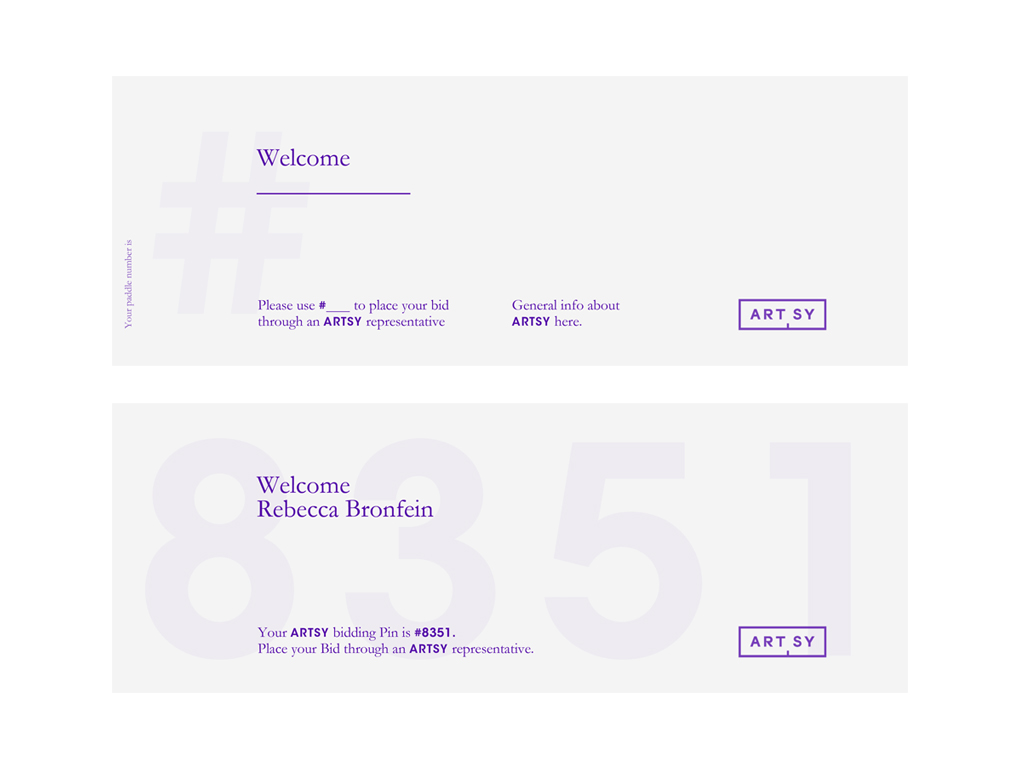 #
Welcome
Your paddle number is
Please use #___ to place your bid
through an ARTSY representative
General info about
ARTSY here.
ARTSY
8351
Welcome
Rebecca Bronfein
Your ARTSY bidding Pin is #8351.
Place your Bid through an ARTSY representative.
ARTSY